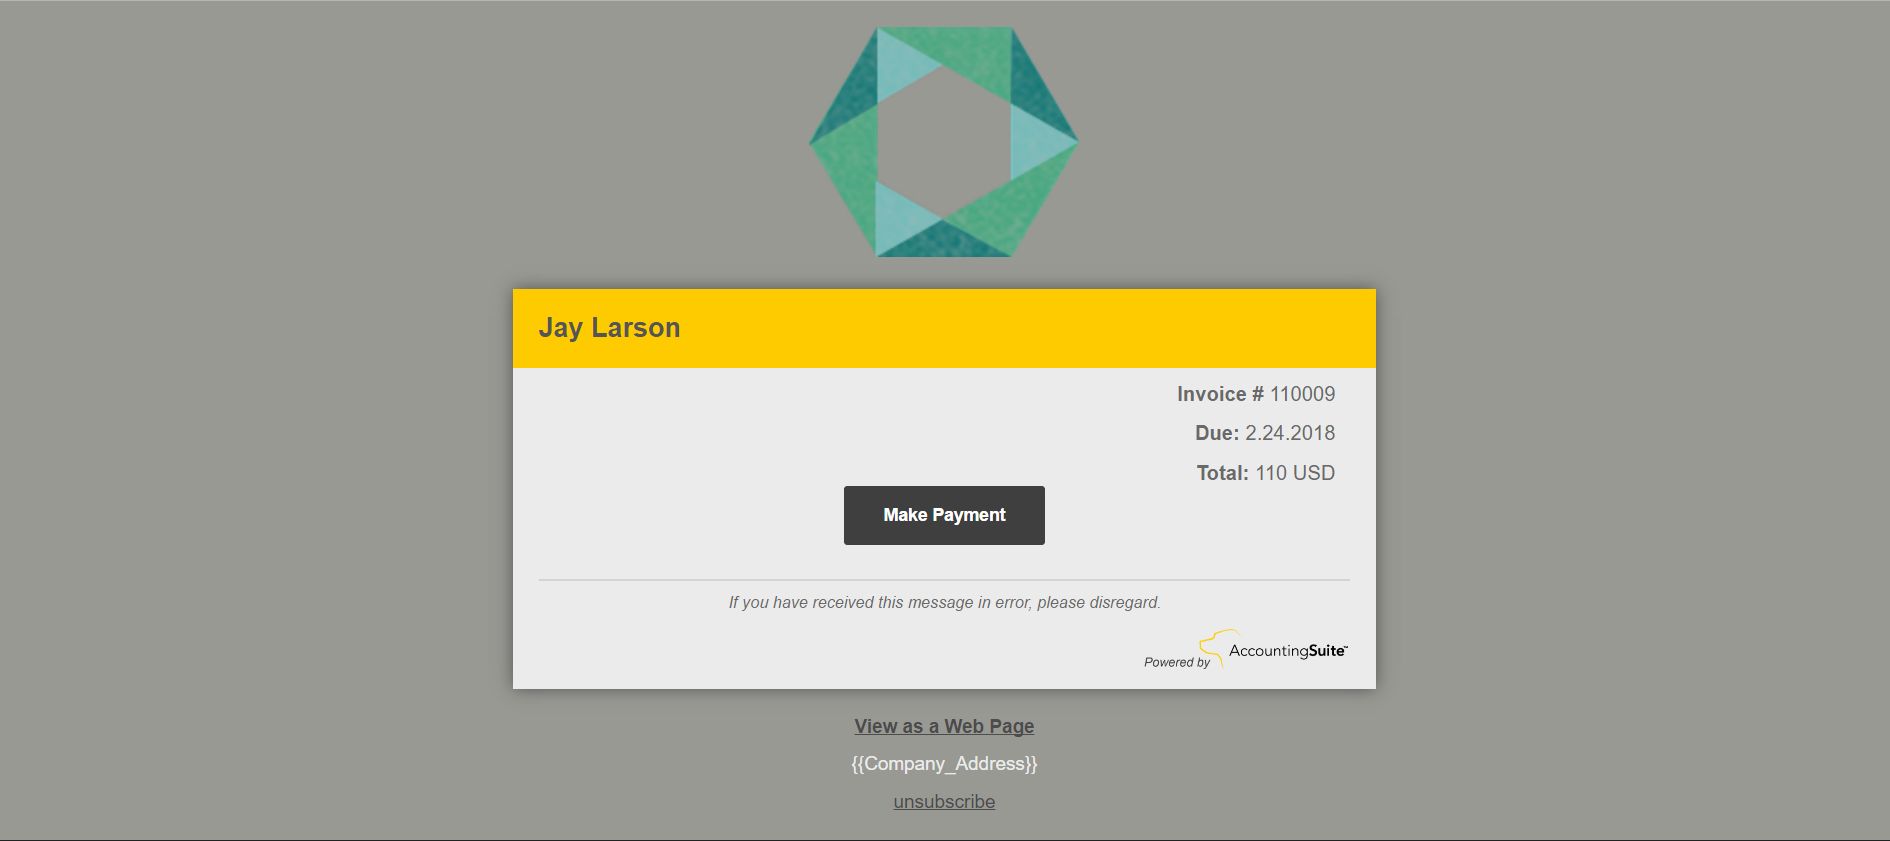 Jay Larson
Invoice # 110009
Due: 2.24.2018
Total: 110 USD
Make Payment
If you have received this message in error, please disregard.
Powered by AccountingSuite™
View as a Web Page
{{Company_Address}}
unsubscribe